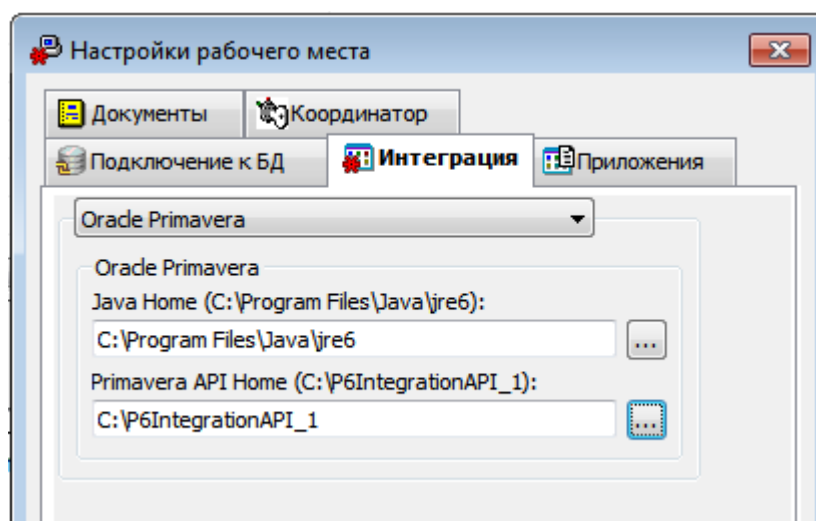 Настройки рабочего места
Документы
Координатор
Подключение к БД
Интеграция
Приложения
Oracle Primavera
Oracle Primavera
Java Home (C:\Program Files\Java\jre6):
C:\Program Files\Java\jre6
...
Primavera API Home (C:\P6IntegrationAPI_1):
C:\P6IntegrationAPI_1
...